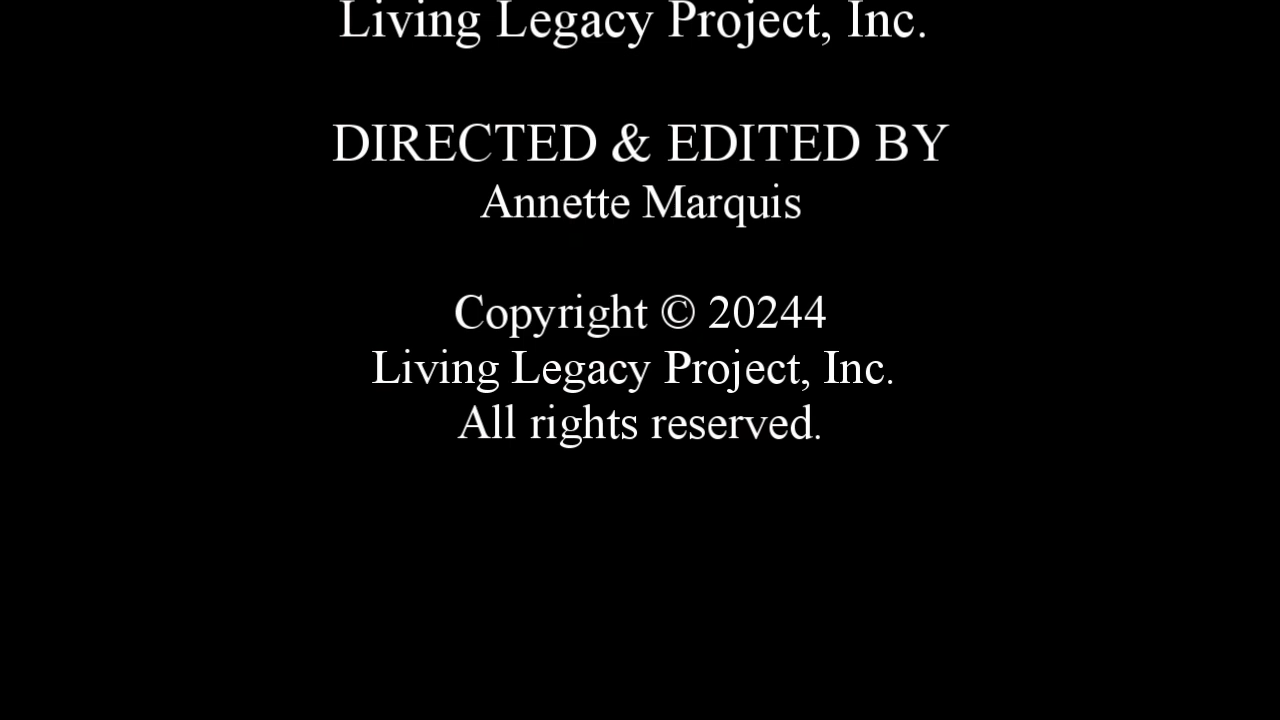 Living Legacy Project, Inc.
DIRECTED & EDITED BY
Annette Marquis
Copyright © 20244
Living Legacy Project, Inc.
All rights reserved.